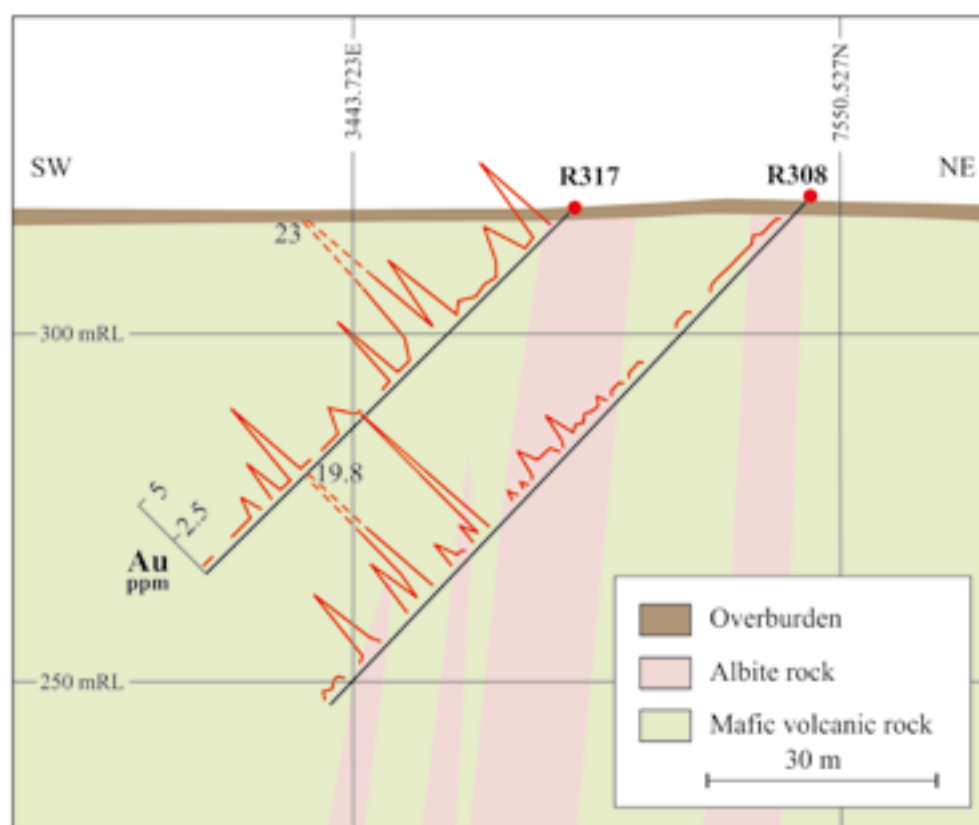 3443.723E
7550.527N
SW
NE
R317
R308
23
300 mRL
19.8
5
2.5
Au
ppm
250 mRL
Overburden
Albite rock
Mafic volcanic rock
30 m